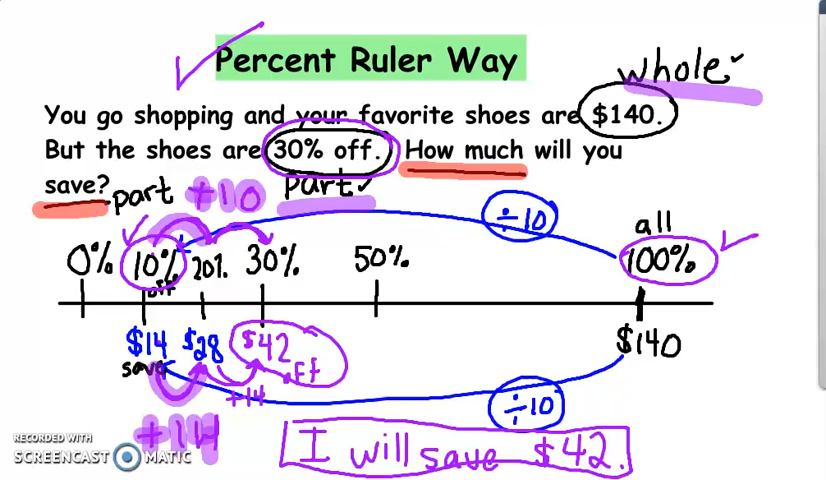 Percent Ruler Way
whole
You go shopping and your favorite shoes are $140.
But the shoes are 30% off. How much will you
save?
part +10 part
÷10
all
0% 10% 20% 30% 50% 100%
off
$14 $28 $42 $140
save off
+14
÷10
+14
I will save $42.
RECORDED WITH
SCREENCAST MATIC